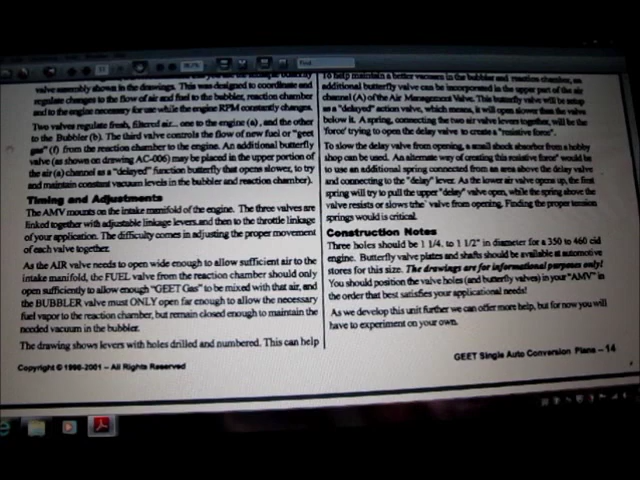 valve assembly shown in the drawings. This was designed to coordinate and
regulate changes to the flow of air and fuel to the bubbler, reaction chamber
and to the engine necessary for use while the engine RPM constantly changes.
Two valves regulate fresh, filtered air... one to the engine (a), and the other
to the Bubbler (b). The third valve controls the flow of new fuel or "geet
gas" (f) from the reaction chamber to the engine. An additional butterfly
valve (as shown on drawing AC-006) may be placed in the upper portion of
the air (a) channel as a "delayed" function butterfly that opens slower, to try
and maintain constant vacuum levels in the bubbler and reaction chamber).
Timing and Adjustments
The AMV mounts on the intake manifold of the engine. The three valves are
linked together with adjustable linkage levers, and then to the throttle linkage
of your application. The difficulty comes in adjusting the proper movement
of each valve together.
As the AIR valve needs to open wide enough to allow sufficient air to the
intake manifold, the FUEL valve from the reaction chamber should only
open sufficiently to allow enough "GEET Gas" to be mixed with that air, and
the BUBBLER valve must ONLY open far enough to allow the necessary
fuel vapor to the reaction chamber, but remain closed enough to maintain the
needed vacuum in the bubbler.
The drawing shows levers with holes drilled and numbered. This can help
Copyright © 1996-2001 – All Rights Reserved
To help maintain a better vacuum in the bubbler and reaction chamber, an
additional butterfly valve can be incorporated in the upper part of the air
channel (A) of the Air Management Valve. This butterfly will be setup
as a "delayed" action valve, which means, it will open slower than the valve
below it. A spring, connecting the two air valve levers together, will be the
'force' trying to open the delay valve to create a "resistive force".
To slow the delay valve from opening, a small shock absorber from a hobby
shop can be used. An alternate way of creating this resistive force' would be
to use an additional spring connected from an area above the delay valve
and connecting to the "delay" lever. As the lower air valve opens up, the first
spring will try to pull the upper "delay" valve open, while the spring above
the valve resists or slows the valve from opening. Finding the proper tension
springs would is critical.
Construction Notes
Three holes should be 1 1/4, to 1 1/2" in diameter for a 350 to 460 cid
engine. Butterfly valve plates and shafts should be available at automotive
stores for this size. The drawings are for informational purposes only!
You should position the valve holes (and butterfly valves) in your "AMV" in
the order that best satisfies your applicational needs!
As we develop this unit further we can offer more help, but for now you will
have to experiment on your own.
GEET Single Auto Conversion Plans – 14